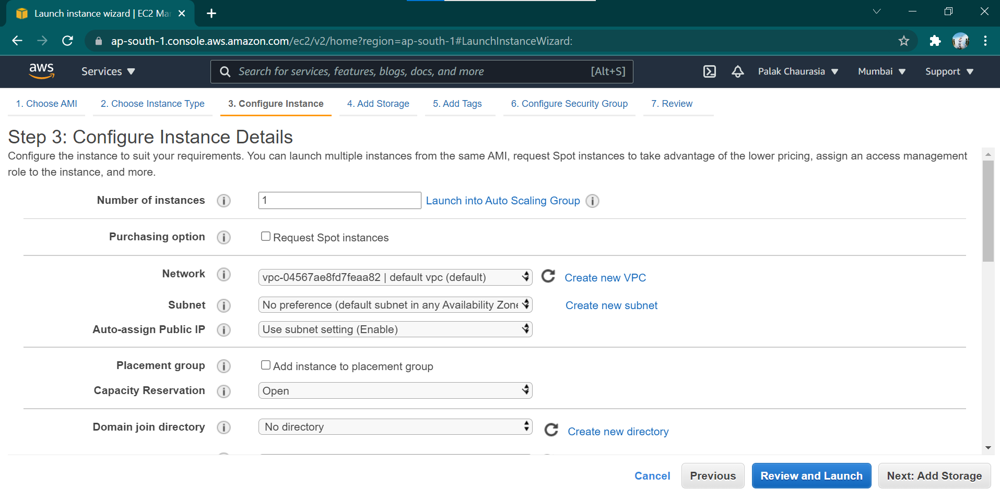 Launch instance wizard | EC2 Mar
ap-south-1.console.aws.amazon.com/ec2/v2/home?region=ap-south-1#LaunchInstanceWizard:
aws Services Search for services, features, blogs, docs, and more [Alt+S] Palak Chaurasia Mumbai Support
1. Choose AMI 2. Choose Instance Type 3. Configure Instance 4. Add Storage 5. Add Tags 6. Configure Security Group 7. Review
Step 3: Configure Instance Details
Configure the instance to suit your requirements. You can launch multiple instances from the same AMI, request Spot instances to take advantage of the lower pricing, assign an access management
role to the instance, and more.
Number of instances 1 Launch into Auto Scaling Group
Purchasing option Request Spot instances
Network vpc-04567ae8fd7feaa82 | default vpc (default) Create new VPC
Subnet No preference (default subnet in any Availability Zone Create new subnet
Auto-assign Public IP Use subnet setting (Enable)
Placement group Add instance to placement group
Capacity Reservation Open
Domain join directory No directory Create new directory
Cancel Previous Review and Launch Next: Add Storage